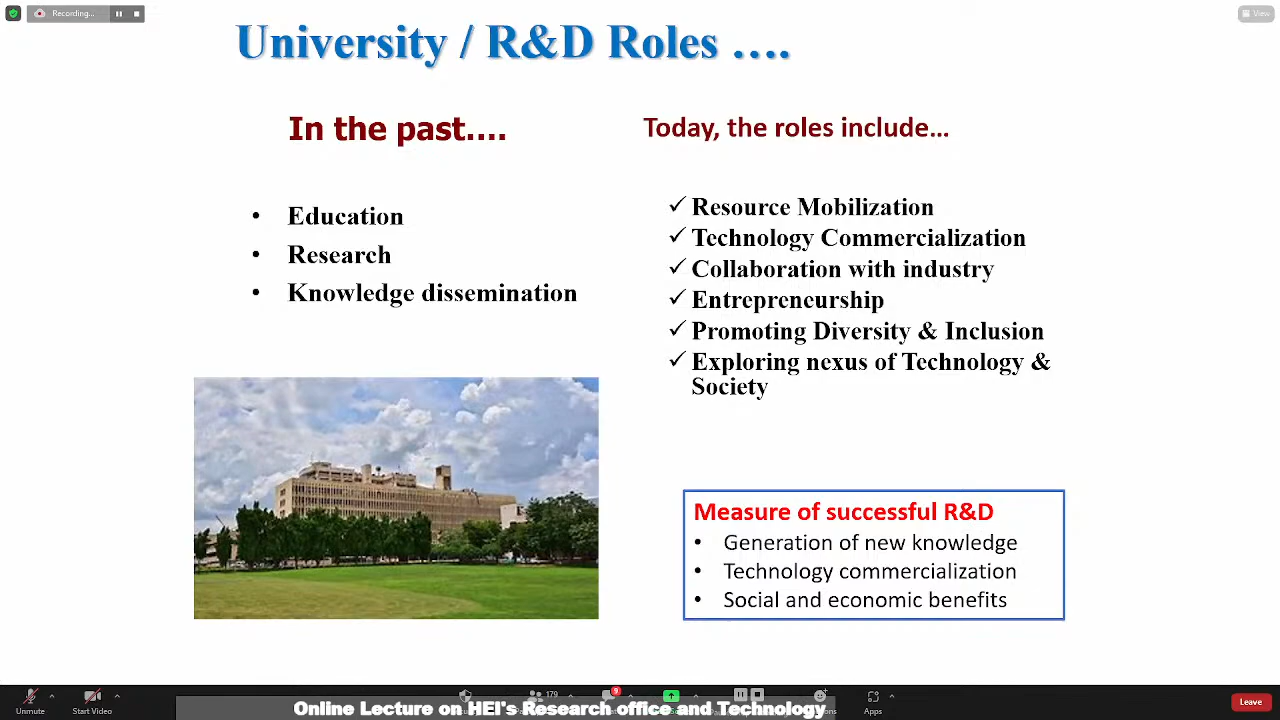 Recording...
View
University / R&D Roles ....
In the past....
Education
Research
Knowledge dissemination
Today, the roles include...
Resource Mobilization
Technology Commercialization
Collaboration with industry
Entrepreneurship
Promoting Diversity & Inclusion
Exploring nexus of Technology &
Society
Measure of successful R&D
Generation of new knowledge
Technology commercialization
Social and economic benefits
Unmute
Start Video
179
9
Apps
Leave
Online Lecture on HEI's Research office and Technology